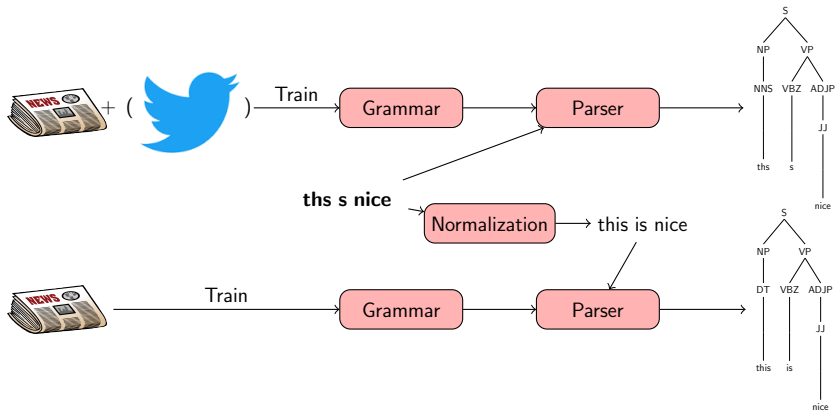 S
NP VP
NNS VBZ ADJP
JJ
ths s
nice
NEWS + ( ) Train Grammar Parser
ths s nice
Normalization this is nice
S
NP VP
DT VBZ ADJP
JJ
this is
nice
NEWS Train Grammar Parser